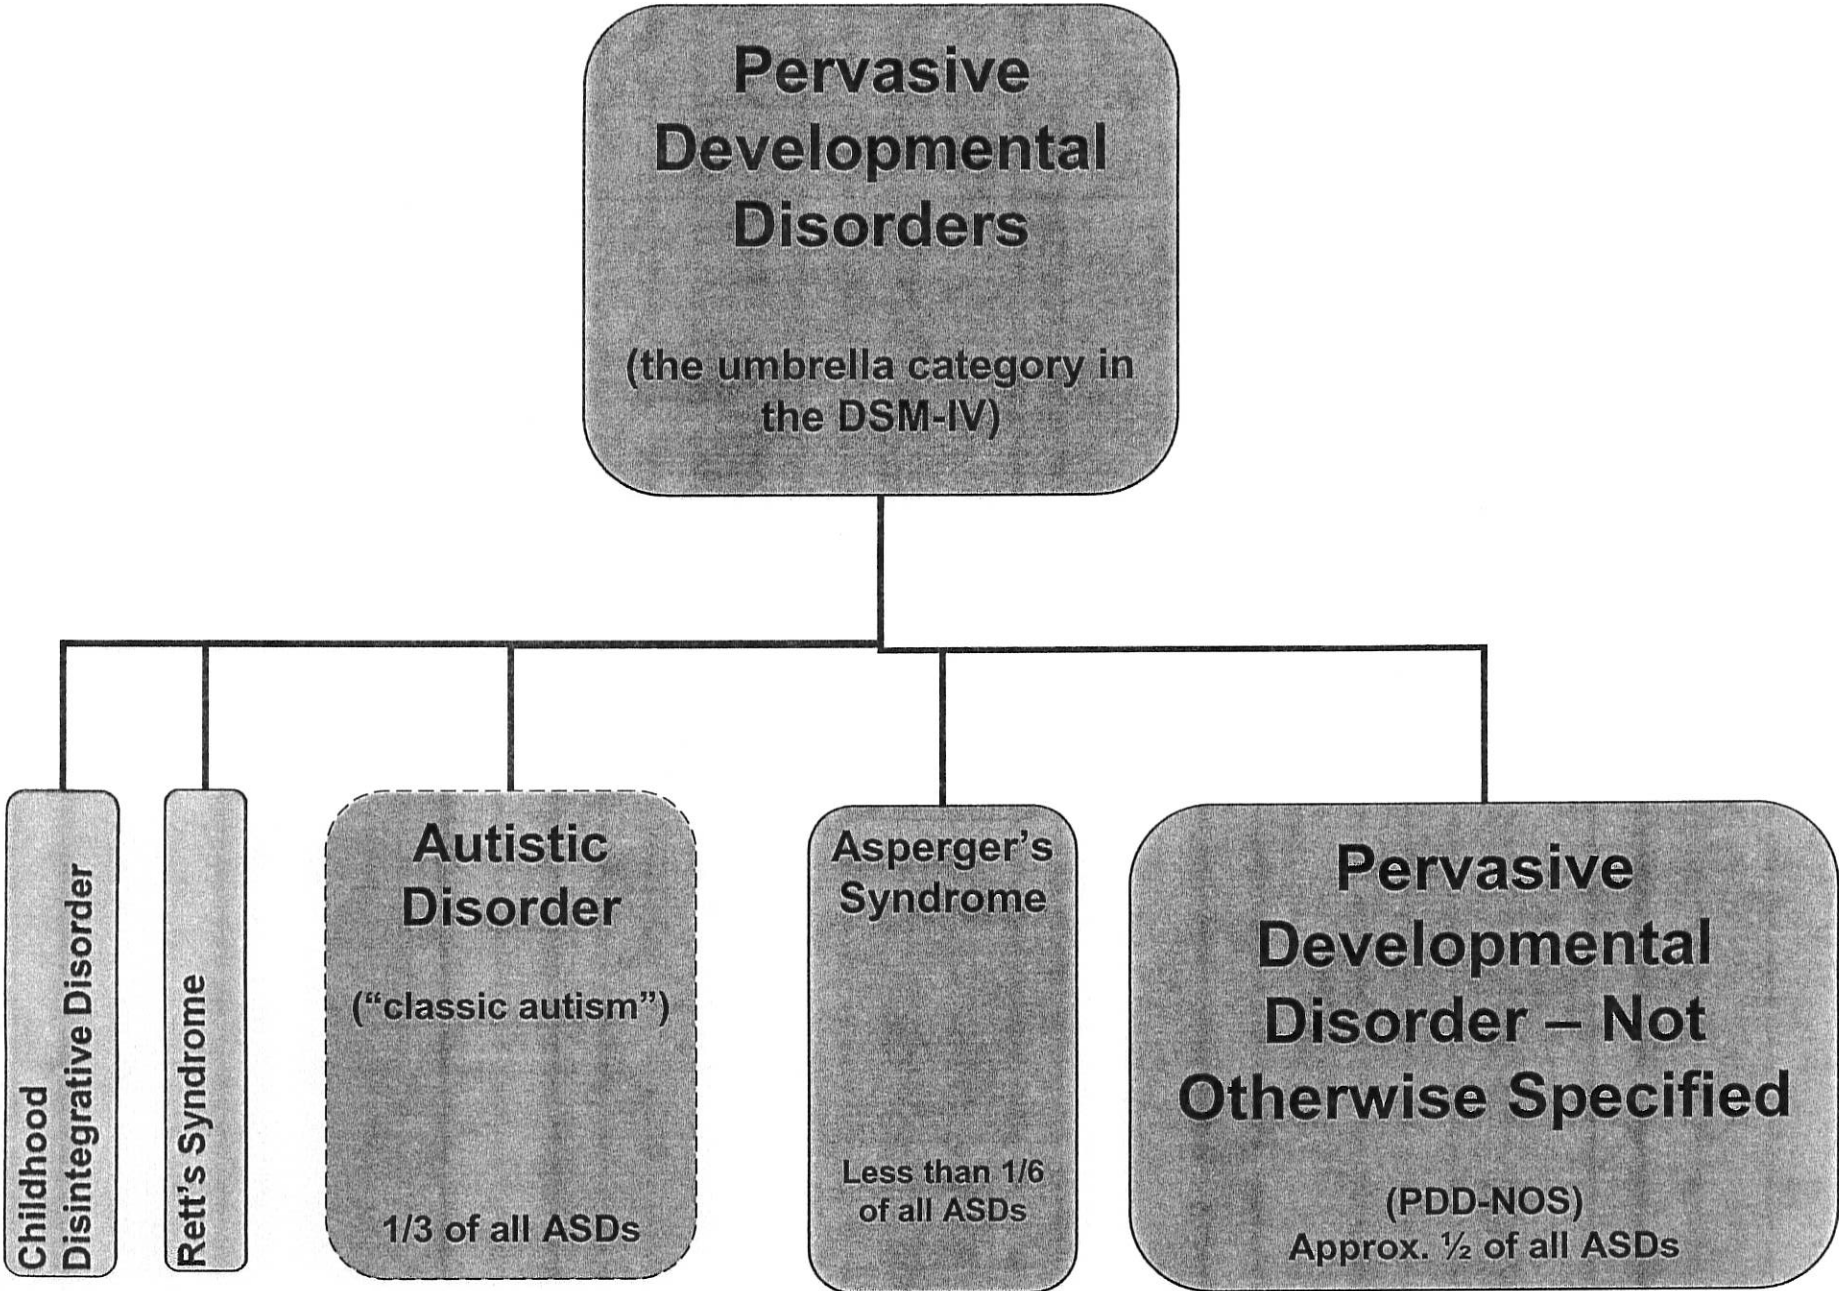 Pervasive
Developmental
Disorders
(the umbrella category in
the DSM-IV)
Childhood
Disintegrative Disorder
Rett's Syndrome
Autistic
Disorder
(“classic autism”)
1/3 of all ASDs
Asperger’s
Syndrome
Less than 1/6
of all ASDs
Pervasive
Developmental
Disorder – Not
Otherwise Specified
(PDD-NOS)
Approx. ½ of all ASDs